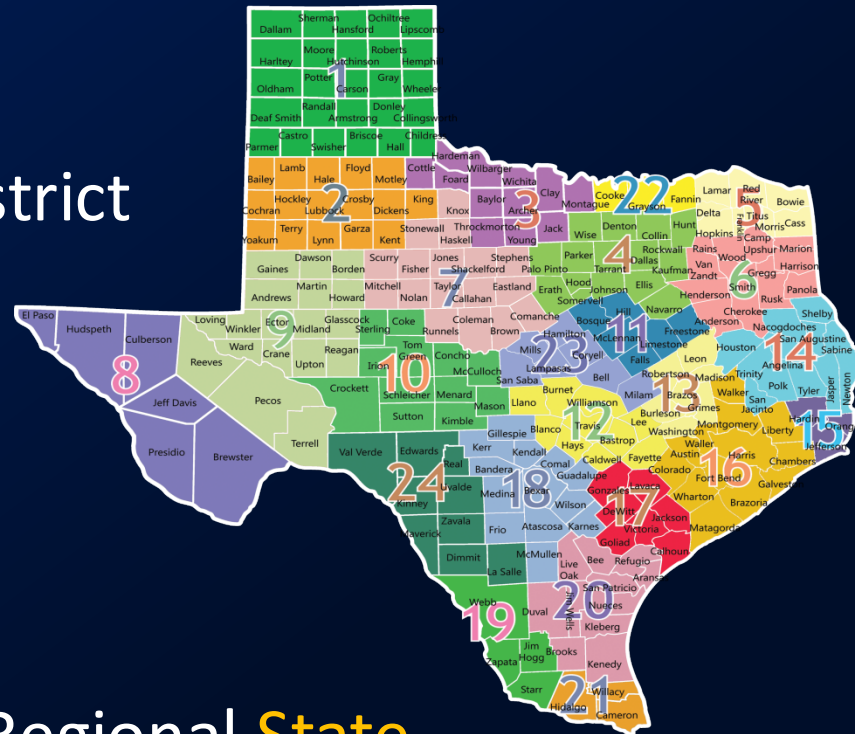 Sherman Ochiltree
Dallam Hansford Lipscomb
Moore Roberts
Hartley Hutchinson Hemphill
1
Potter Gray
Oldham Carson Wheeler
Randall Donley
Deaf Smith Armstrong Collingsworth
Castro Briscoe Childress
Parmer Swisher Hall
strict
Hardeman
Lamb Floyd Cottle Wilbarger
Bailey Hale Motley Foard Wichita
2
Hockley Crosby King Baylor Clay
Cochran Lubbock Dickens Knox Archer Montague
3
Terry Garza Stonewall Throckmorton Jack
Yoakum Lynn Kent Haskell Young
22
Cooke Grayson Fannin
Lamar Red River Bowie
5
Delta Titus Morris Cass
Hopkins Franklin Camp
Wise Denton Collin Hunt
4
Parker Dallas Rockwall
Palo Pinto Tarrant Kaufman
Hood Johnson Ellis
Erath Somervell Navarro
Rains Wood Upshur Marion
Van Zandt Gregg Harrison
6
Smith Rusk Panola
Henderson Cherokee
Anderson
Dawson Scurry Jones Stephens
Gaines Borden Fisher Shackelford
7
Martin Mitchell Taylor Eastland
Andrews Howard Nolan Callahan
Coleman Comanche
Runnels Brown
El Paso Hudspeth Culberson
8
Jeff Davis
Presidio Brewster
Loving Ector Glasscock
Winkler Midland
9
Ward Crane Reagan
Reeves Upton
Pecos
Terrell
Sterling Coke
Tom Green Concho
Irion McCulloch
10
Crockett Schleicher Menard
Sutton Mason
Kimble
Bosque Hill Freestone
11
McLennan Limestone
Falls
Hamilton
Mills Coryell
23
Lampasas
San Saba Bell Milam
Leon
Robertson Madison
13
Brazos
Burleson Grimes
Washington
Burnet
Llano Williamson
12
Blanco Travis Lee
Hays Bastrop
Caldwell Fayette
Shelby
Nacogdoches
Houston San Augustine
14
Angelina Sabine
Trinity
Polk Tyler Jasper Newton
San Jacinto
Hardin
15
Orange
Jefferson
Walker
Montgomery Liberty
Waller
Austin Harris Chambers
16
Colorado Fort Bend Galveston
Wharton Brazoria
Matagorda
Gonzales Lavaca
17
DeWitt Jackson
Victoria
Goliad
Calhoun
Gillespie
Kerr Kendall
Bandera Comal
Guadalupe
18
Medina Bexar
Wilson
Frio Atascosa Karnes
McMullen
Val Verde Edwards
Real
24
Uvalde
Kinney
Maverick Zavala
Dimmit
La Salle
Webb
19
Zapata Jim Hogg
Starr
Live Oak Bee Refugio
Aransas
San Patricio
20
Duval Jim Wells Nueces
Kleberg
Brooks
Kenedy
21
Hidalgo Willacy
Cameron
Regional State